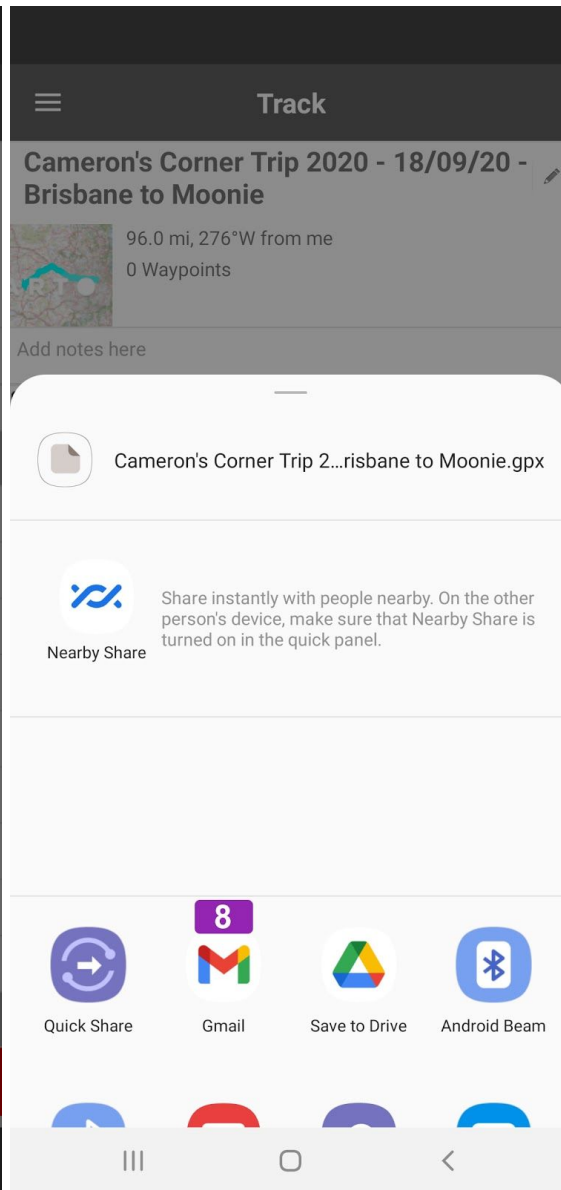 Track
Cameron's Corner Trip 2020 - 18/09/20 -
Brisbane to Moonie
96.0 mi, 276°W from me
0 Waypoints
R T O
Add notes here
Cameron's Corner Trip 2...risbane to Moonie.gpx
Share instantly with people nearby. On the other
person's device, make sure that Nearby Share is
turned on in the quick panel.
Nearby Share
8
Quick Share
Gmail
Save to Drive
Android Beam